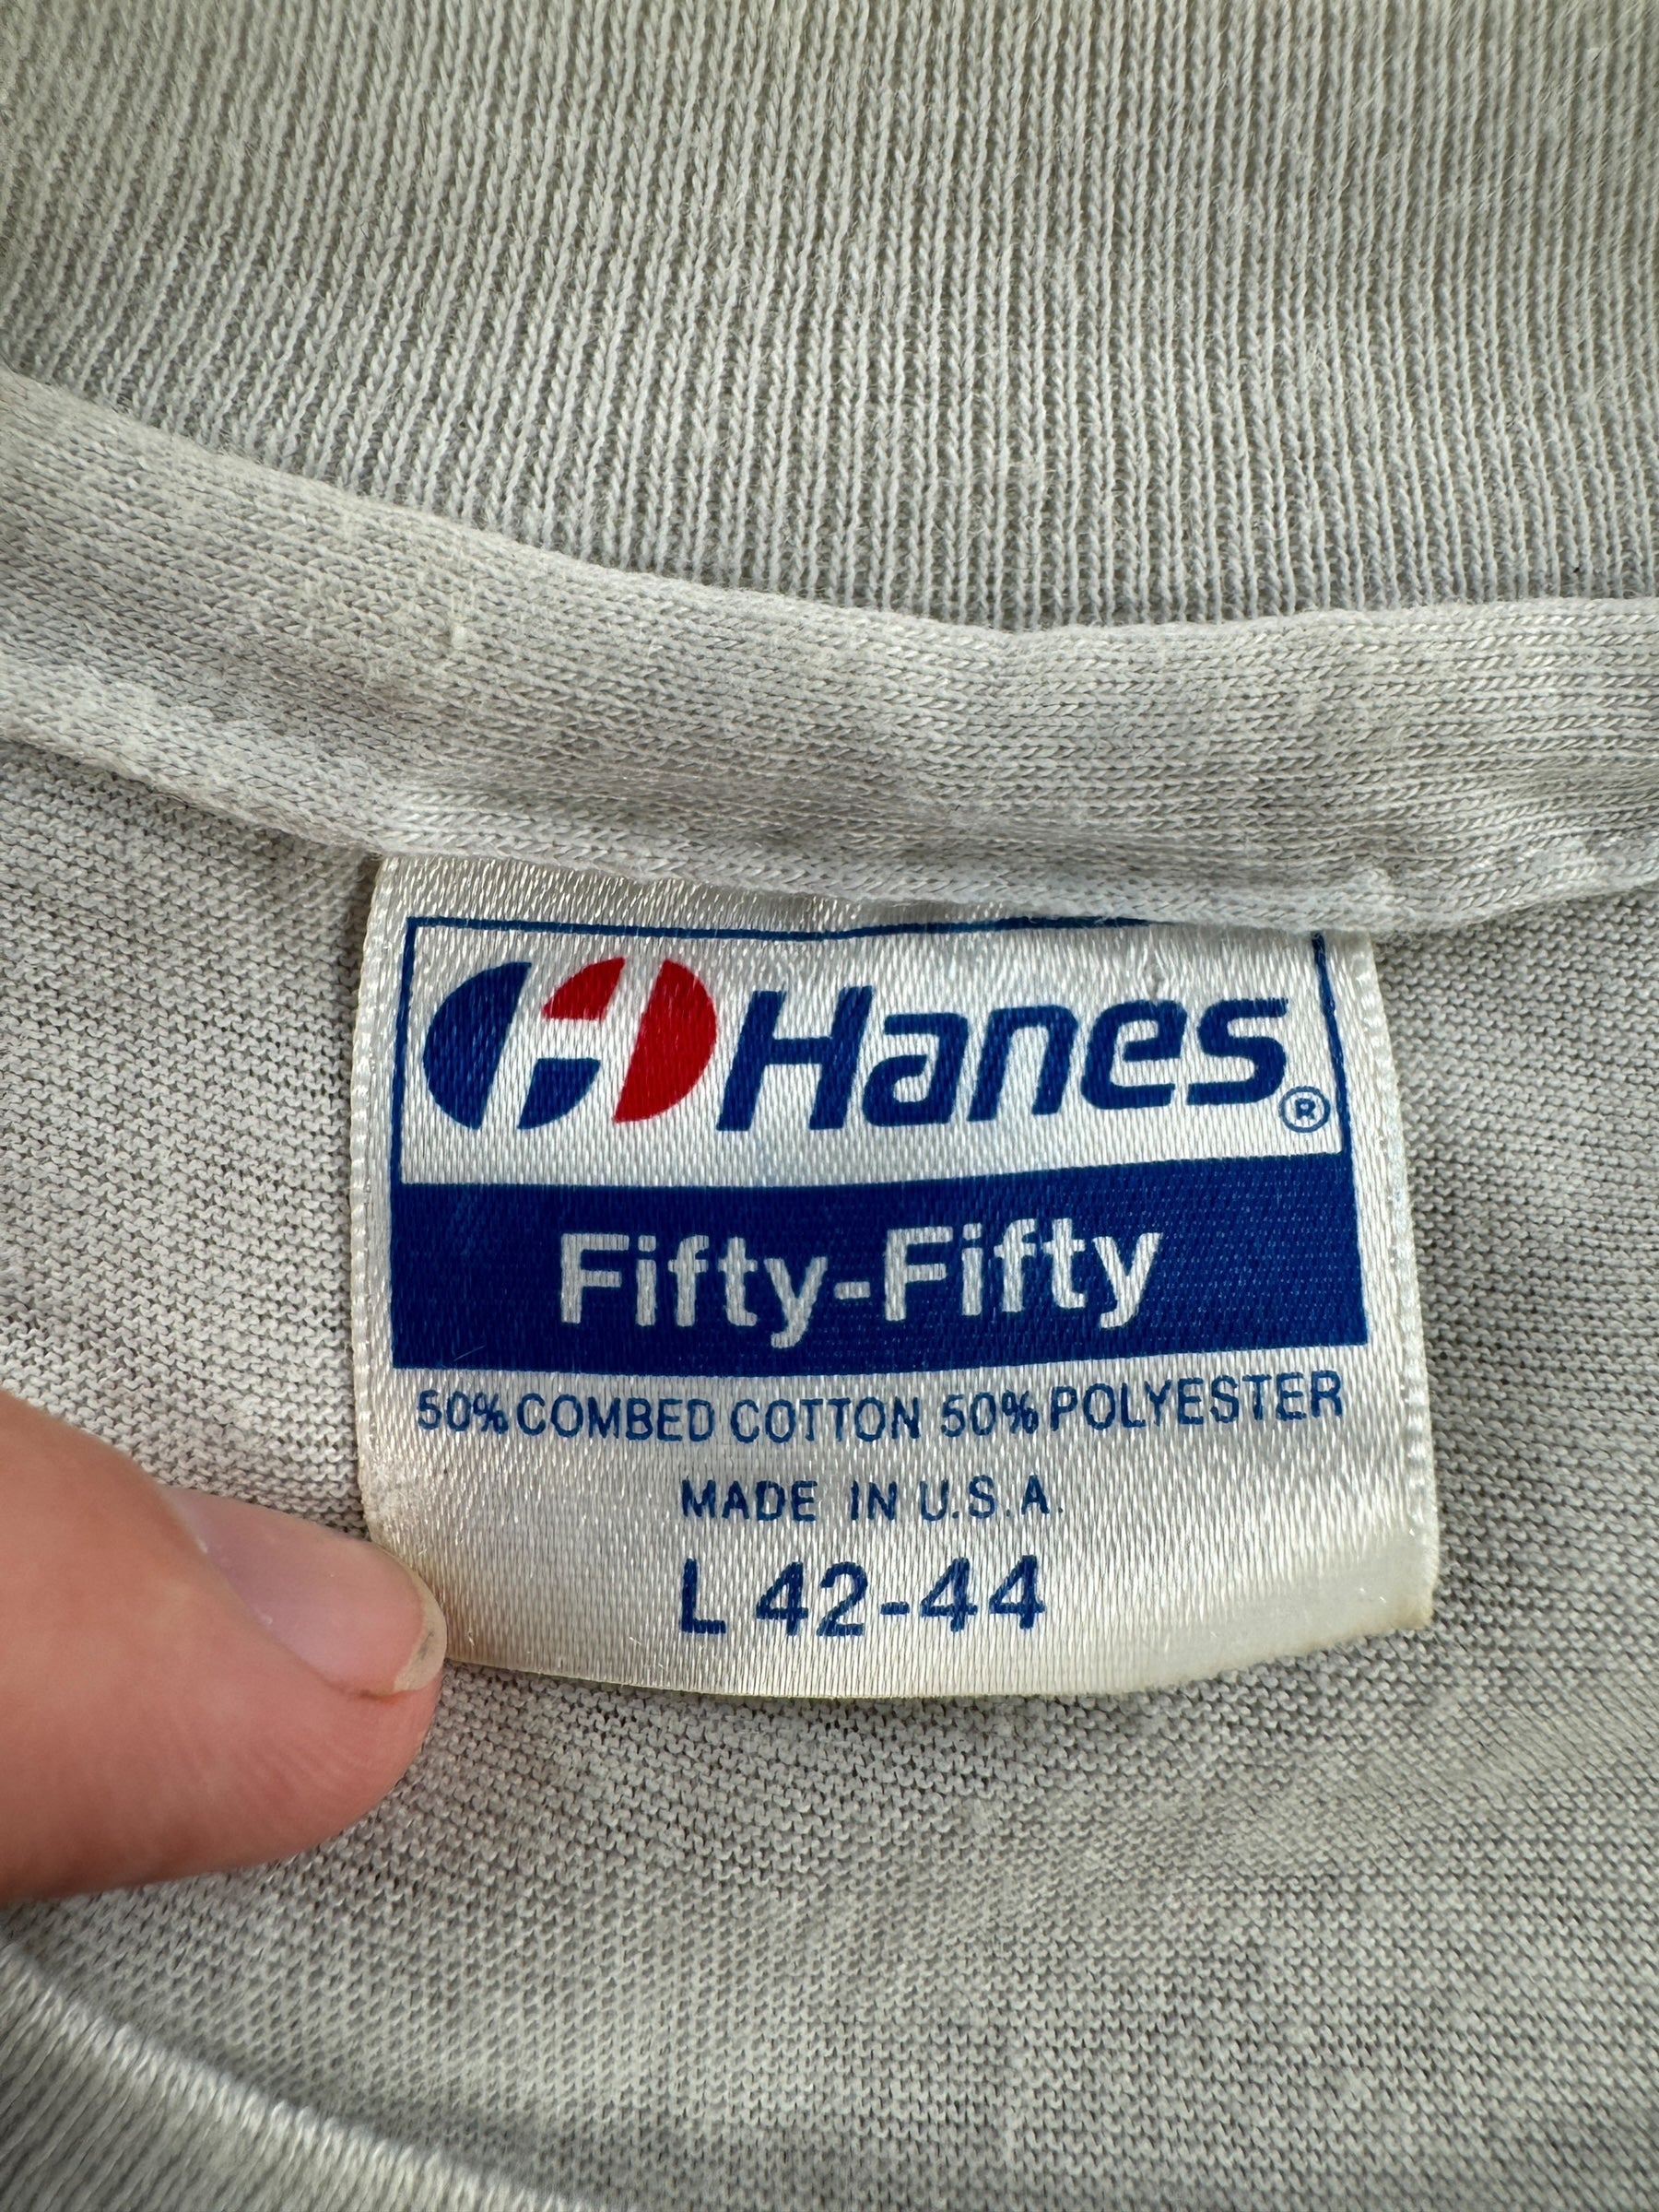 Hanes®
Fifty-Fifty
50% COMBED COTTON 50% POLYESTER
MADE IN U.S.A.
L 42-44